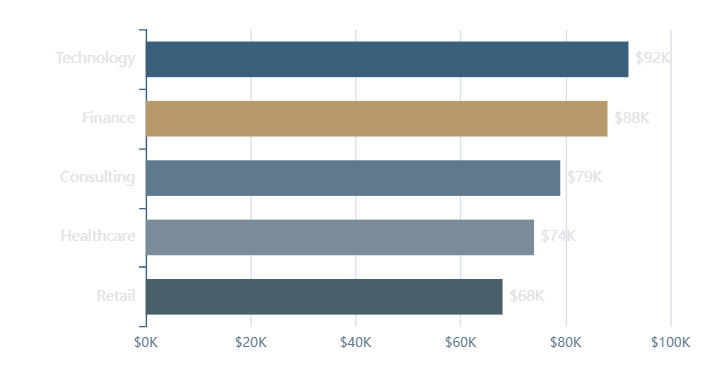 Technology $92K
Finance $88K
Consulting $79K
Healthcare $74K
Retail $68K
$0K $20K $40K $60K $80K $100K